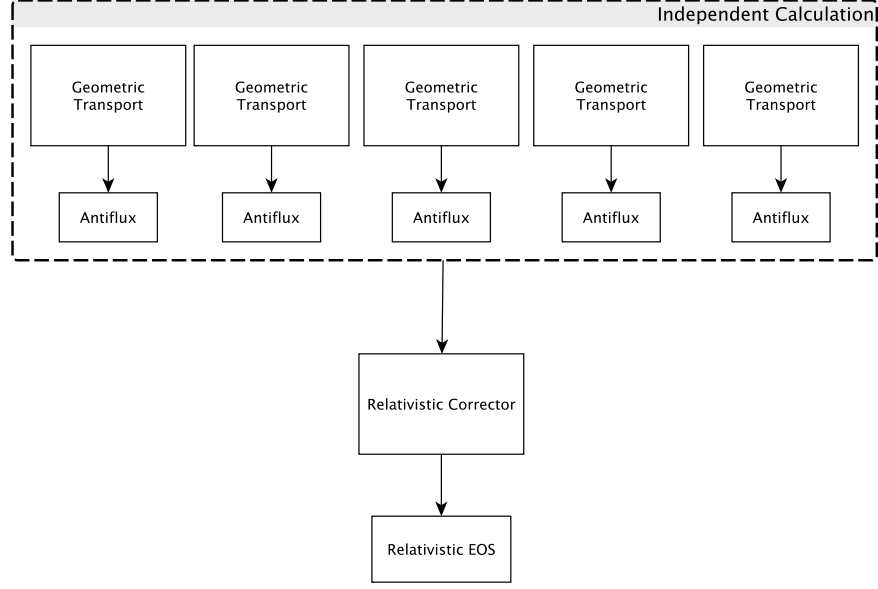 Independent Calculation
Geometric
Transport
Geometric
Transport
Geometric
Transport
Geometric
Transport
Geometric
Transport
Antiflux
Antiflux
Antiflux
Antiflux
Antiflux
Relativistic Corrector
Relativistic EOS